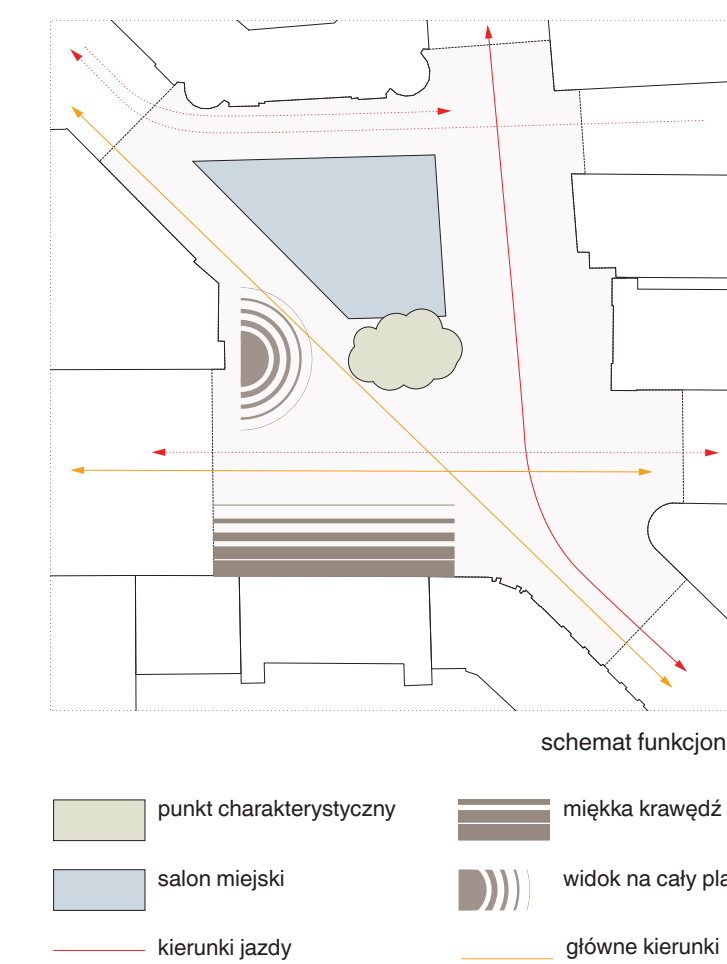 schemat funkcjon
punkt charakterystyczny
miękka krawędź
salon miejski
widok na cały pla
kierunki jazdy
główne kierunki